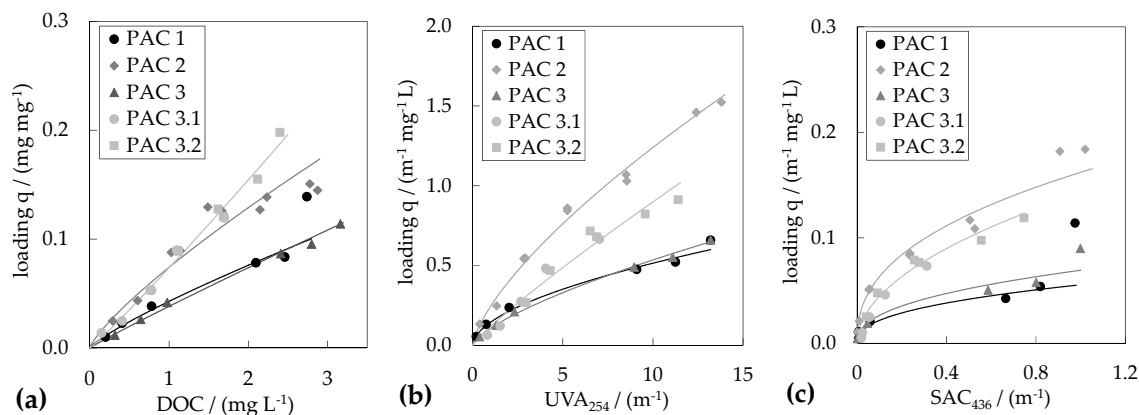 0.3
0.2
0.1
0.0
0 1 2 3
loading q / (mg mg⁻¹)
DOC / (mg L⁻¹)
PAC 1
PAC 2
PAC 3
PAC 3.1
PAC 3.2
(a)
2.0
1.5
1.0
0.5
0.0
0 5 10 15
loading q / (m⁻¹ mg⁻¹ L)
UVA₂₅₄ / (m⁻¹)
PAC 1
PAC 2
PAC 3
PAC 3.1
PAC 3.2
(b)
0.3
0.2
0.1
0.0
0 0.4 0.8 1.2
loading q / (m⁻¹ mg⁻¹ L)
SAC₄₃₆ / (m⁻¹)
PAC 1
PAC 2
PAC 3
PAC 3.1
PAC 3.2
(c)